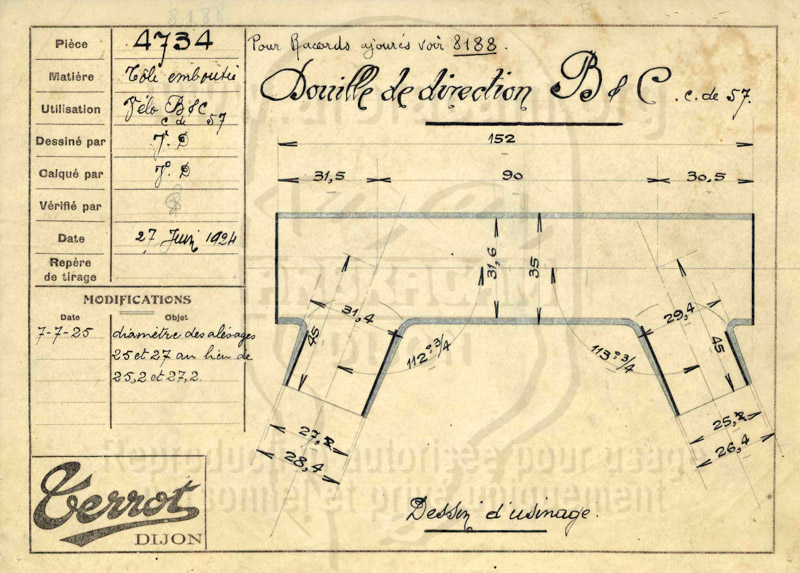 8188
Pièce 4734
Matière Tôle emboutie
Utilisation Vélo B&C
c. de 57
Dessiné par J. D
Calqué par J. D
Vérifié par
Date 27 Juin 1924
Repère
de tirage
MODIFICATIONS
Date Objet
7-7-25 diamètre des alésages
25 et 27 au lieu de
25,2 et 27,2.
Terrot
DIJON
Pour Racords ajourés voir 8188.
Douille de direction B & C . c. de 57.
152
31,5 90 30.5
31,6 35
31,4 29,4
45 45
112°3/4 113°3/4
27,2 25,2
28,4 26,4
Dessin d'usinage.
DIJON
Reproduction autorisée pour usage
personnel et privé uniquement